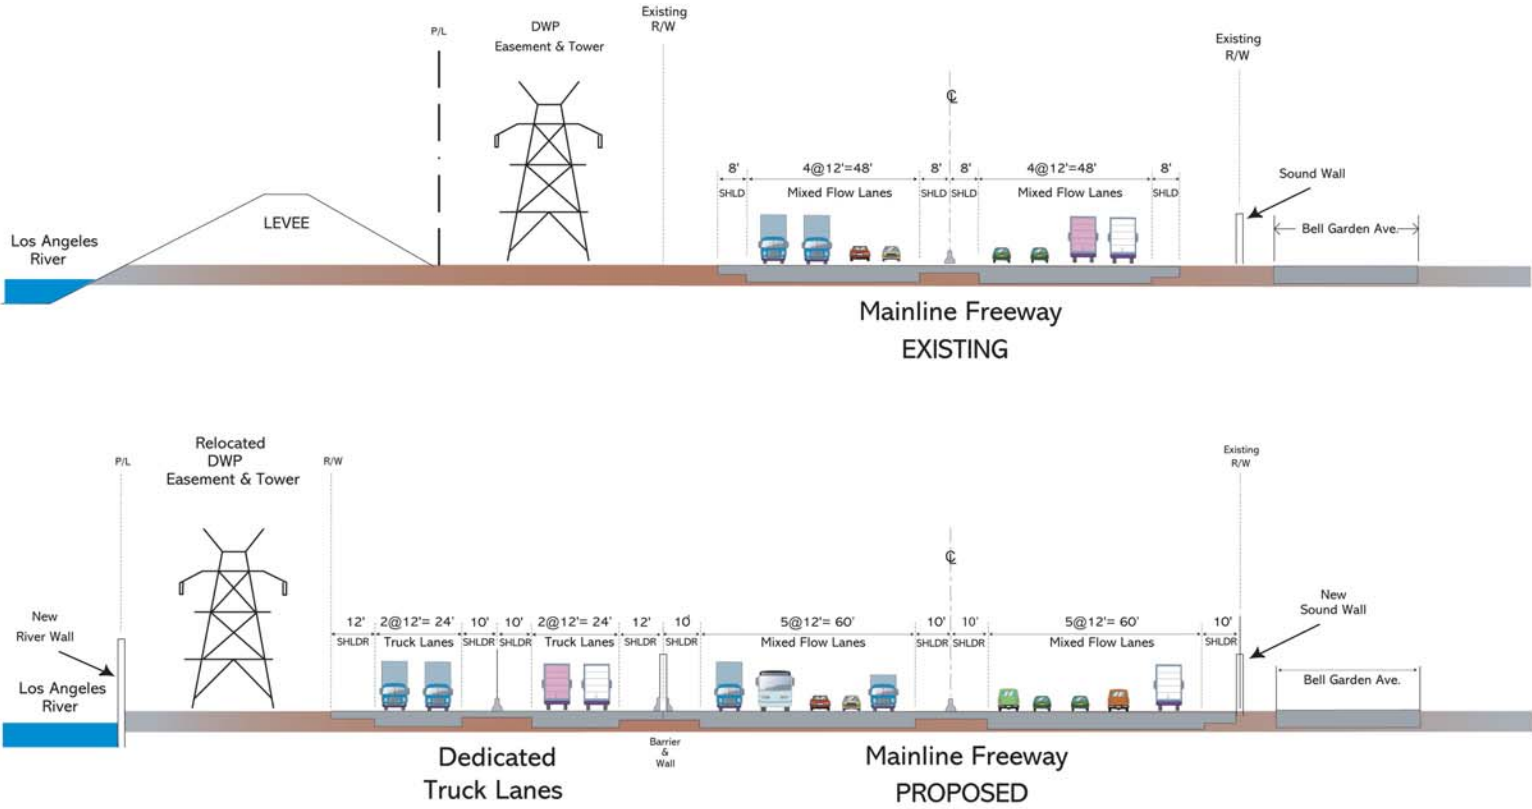 P/L
DWP
Easement & Tower
Existing
R/W
Existing
R/W
℄
8'
4@12'=48'
8'
8'
4@12'=48'
8'
SHLD
Mixed Flow Lanes
SHLD
SHLD
Mixed Flow Lanes
SHLD
Sound Wall
LEVEE
Los Angeles
River
Bell Garden Ave.
Mainline Freeway
EXISTING
Relocated
DWP
Easement & Tower
P/L
R/W
Existing
R/W
℄
New
River Wall
New
Sound Wall
12'
2@12'= 24'
10'
10'
2@12'= 24'
12'
10'
5@12'= 60'
10'
10'
5@12'= 60'
10'
SHLDR
Truck Lanes
SHLDR
SHLDR
Truck Lanes
SHLDR
SHLDR
Mixed Flow Lanes
SHLDR
SHLDR
Mixed Flow Lanes
SHLDR
Los Angeles
River
Bell Garden Ave.
Barrier
&
Wall
Dedicated
Truck Lanes
Mainline Freeway
PROPOSED